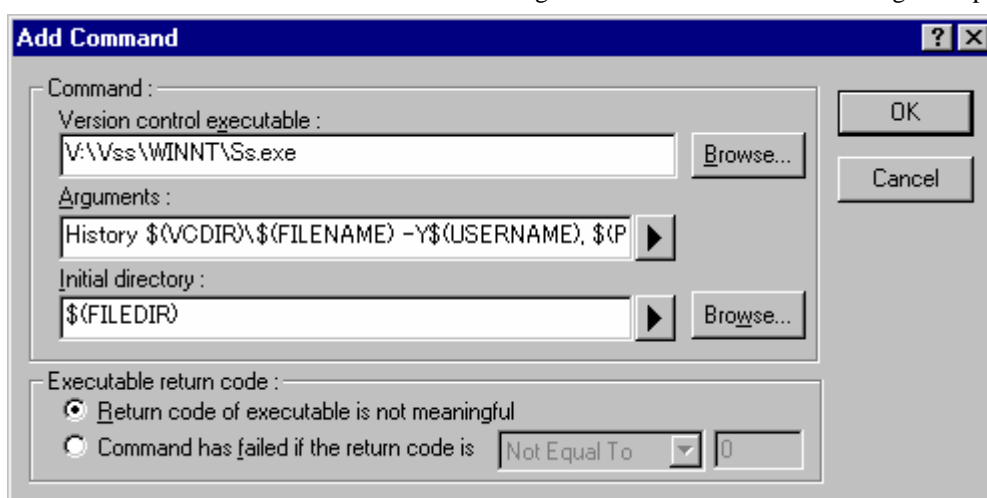 Add Command
Command :
Version control executable :
V:\Vss\WINNT\Ss.exe
Browse...
OK
Cancel
Arguments :
History $(VCDIR)\$(FILENAME) -Y$(USERNAME), $(P
Initial directory :
$(FILEDIR)
Browse...
Executable return code :
Return code of executable is not meaningful
Command has failed if the return code is
Not Equal To
0